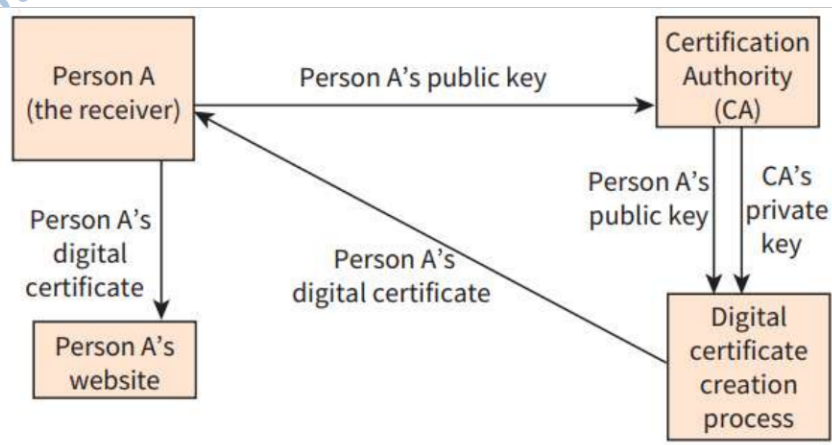 Person A
(the receiver)
Person A's public key
Certification
Authority
(CA)
Person A's
public key
CA's
private
key
Person A's
digital
certificate
Person A's
digital certificate
Person A's
website
Digital
certificate
creation
process